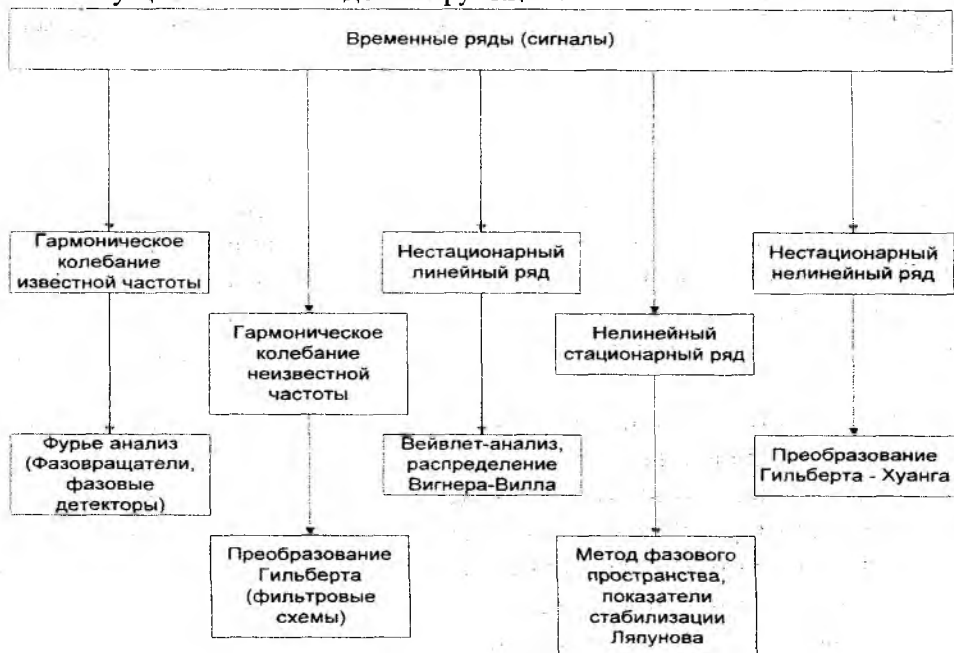 Временные ряды (сигналы)
Гармоническое
колебание
известной частоты
Нестационарный
линейный ряд
Нестационарный
нелинейный ряд
Гармоническое
колебание
неизвестной
частоты
Нелинейный
стационарный ряд
Фурье анализ
(Фазовращатели,
фазовые
детекторы)
Вейвлет-анализ,
распределение
Вигнера-Вилла
Преобразование
Гильберта - Хуанга
Преобразование
Гильберта
(фильтровые
схемы)
Метод фазового
пространства,
показатели
стабилизации
Ляпунова